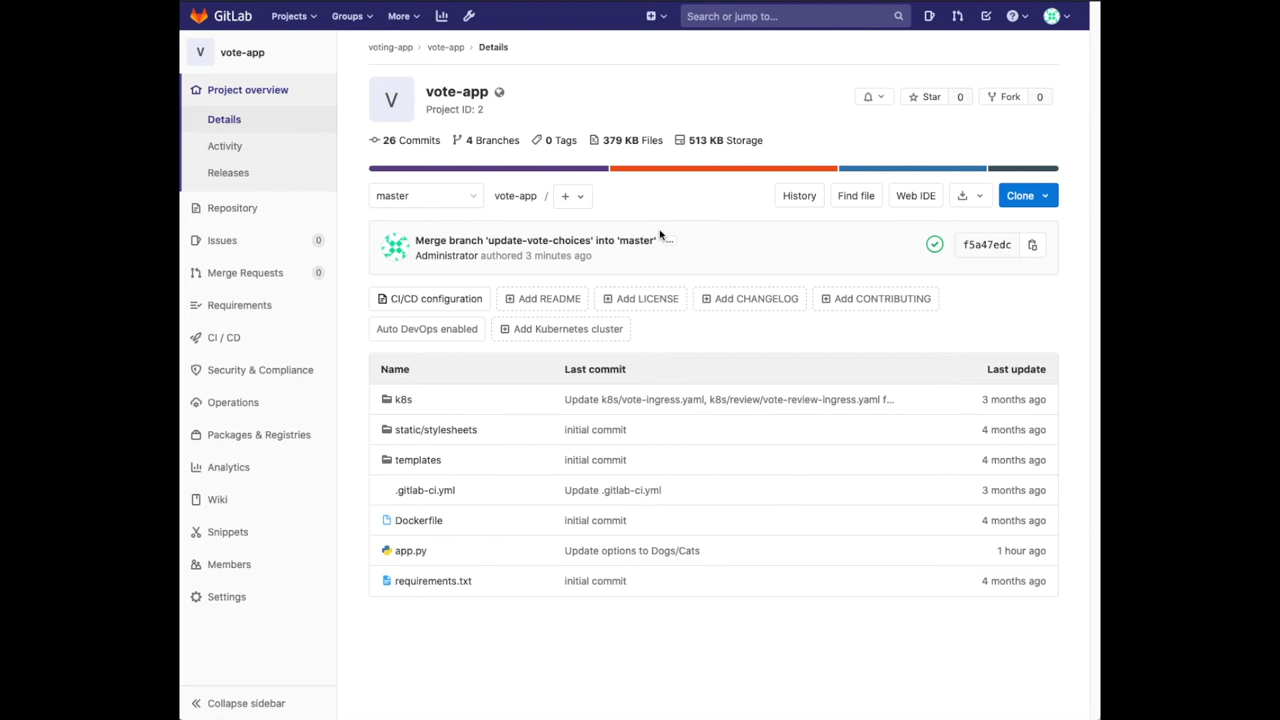 GitLab Projects Groups More Search or jump to...
V vote-app
Project overview
Details
Activity
Releases
Repository
Issues 0
Merge Requests 0
Requirements
CI / CD
Security & Compliance
Operations
Packages & Registries
Analytics
Wiki
Snippets
Members
Settings
Collapse sidebar
voting-app › vote-app › Details
V
vote-app
Project ID: 2
Star 0 Fork 0
26 Commits 4 Branches 0 Tags 379 KB Files 513 KB Storage
master vote-app / + History Find file Web IDE Clone
Merge branch 'update-vote-choices' into 'master' ...
Administrator authored 3 minutes ago
f5a47edc
CI/CD configuration Add README Add LICENSE Add CHANGELOG Add CONTRIBUTING
Auto DevOps enabled Add Kubernetes cluster
Name Last commit Last update
k8s Update k8s/vote-ingress.yaml, k8s/review/vote-review-ingress.yaml f... 3 months ago
static/stylesheets initial commit 4 months ago
templates initial commit 4 months ago
.gitlab-ci.yml Update .gitlab-ci.yml 3 months ago
Dockerfile initial commit 4 months ago
app.py Update options to Dogs/Cats 1 hour ago
requirements.txt initial commit 4 months ago